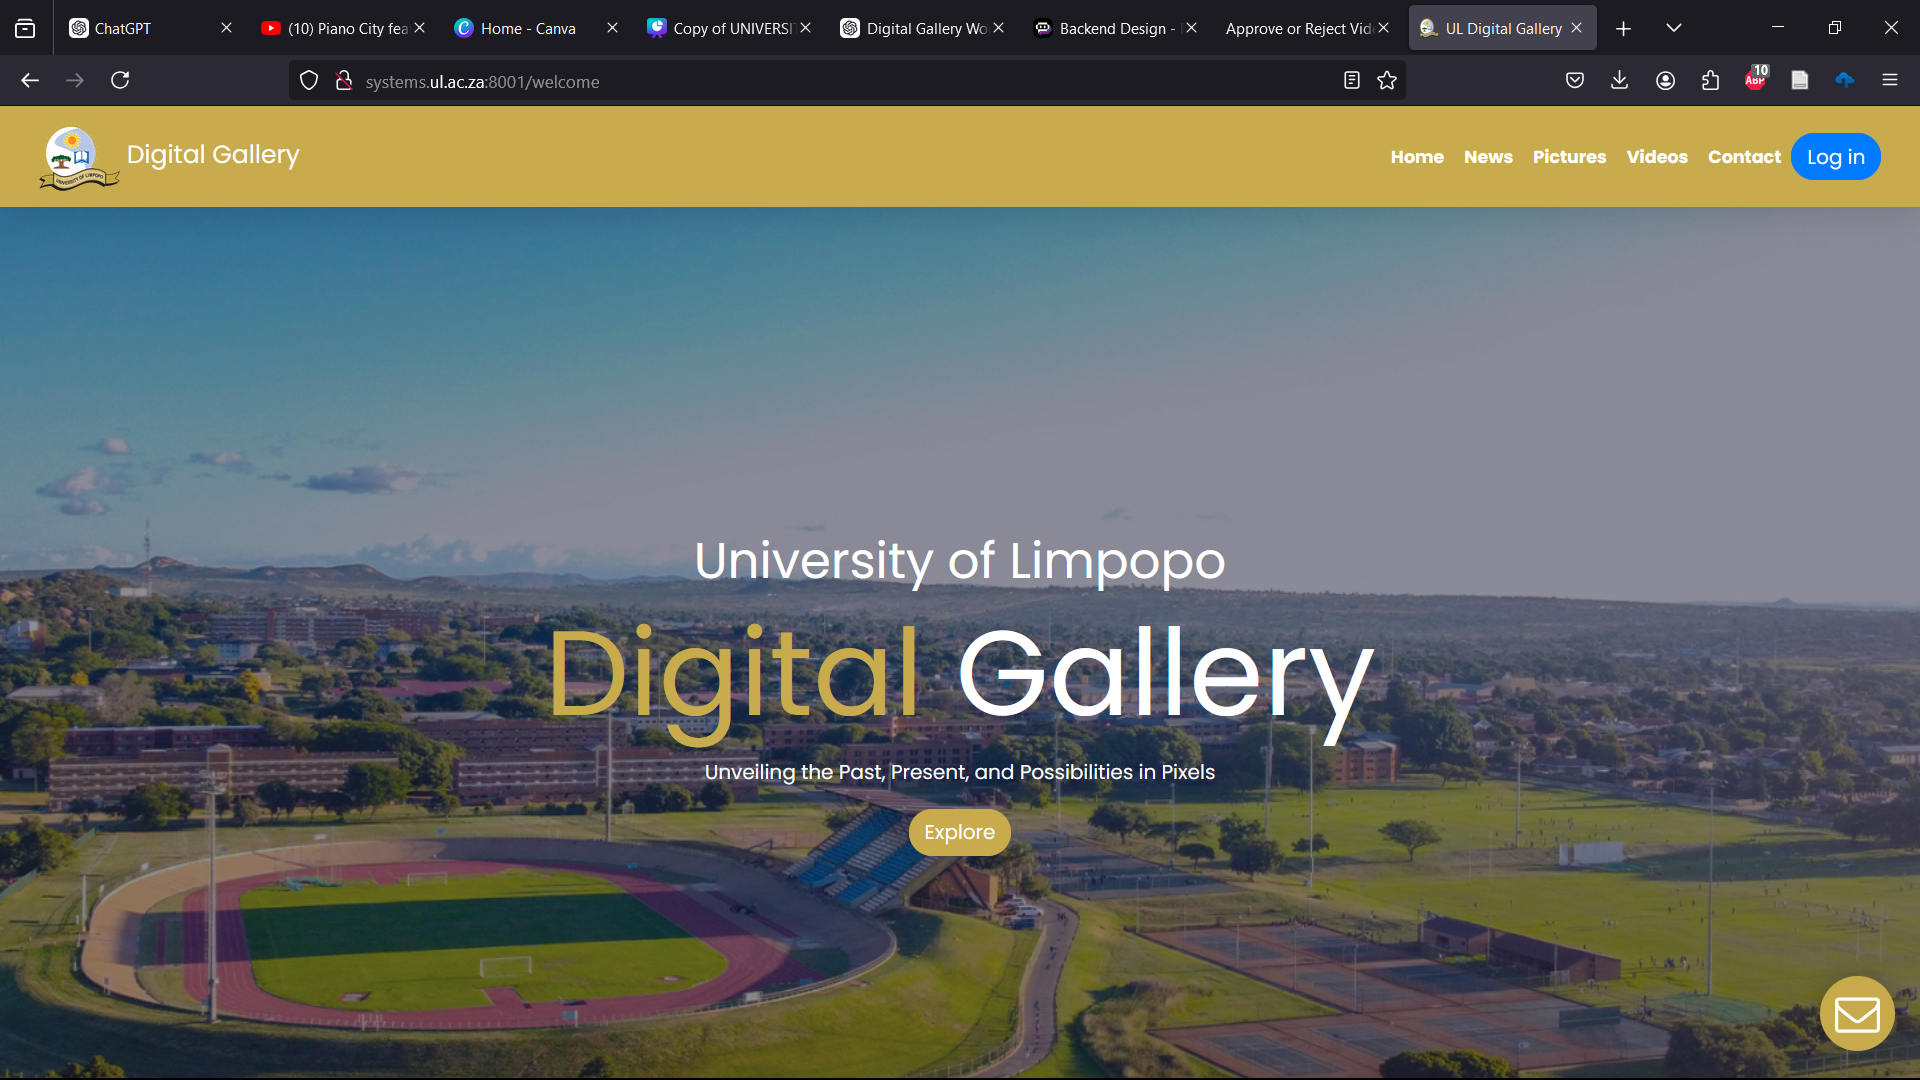 ChatGPT
(10) Piano City fea
Home - Canva
Copy of UNIVERSI
Digital Gallery Wo
Backend Design -
Approve or Reject Vid
UL Digital Gallery
systems.ul.ac.za:8001/welcome
10
ABP
UNIVERSITY OF LIMPOPO
Digital Gallery
Home
News
Pictures
Videos
Contact
Log in
University of Limpopo
Digital Gallery
Unveiling the Past, Present, and Possibilities in Pixels
Explore